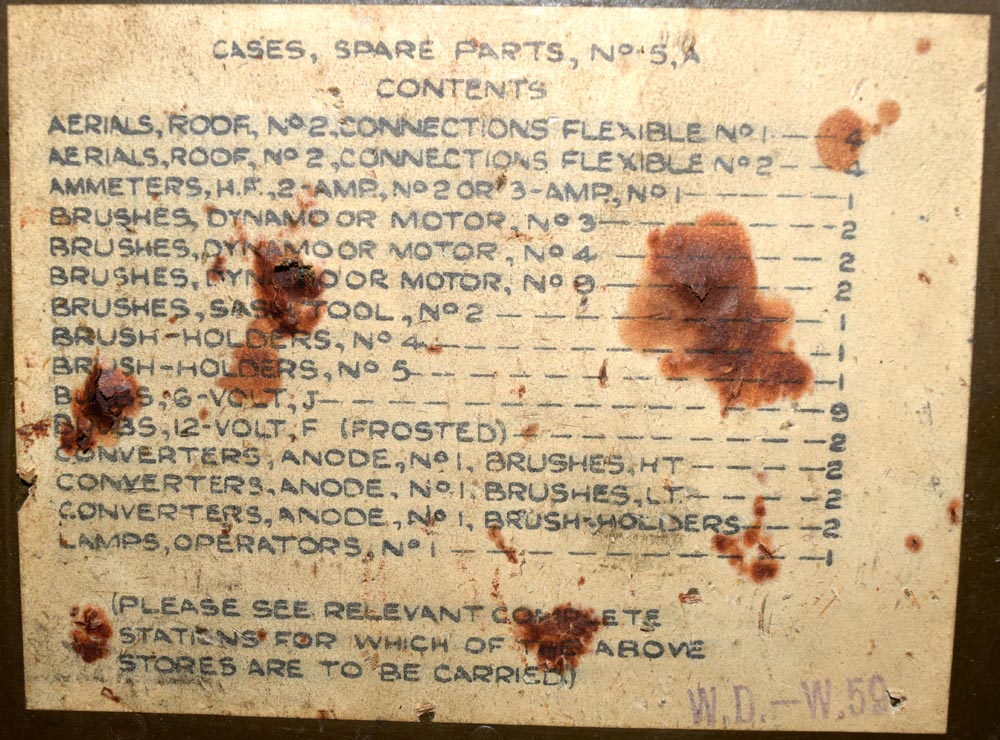 CASES, SPARE PARTS, Nº 5, A
CONTENTS
AERIALS, ROOF, Nº 2, CONNECTIONS FLEXIBLE Nº 1 — — 4
AERIALS, ROOF, Nº 2, CONNECTIONS FLEXIBLE Nº 2 — — 4
AMMETERS, H.F., 2-AMP., Nº 2 OR 3-AMP., Nº 1 — — — — — 1
BRUSHES, DYNAMO OR MOTOR, Nº 3 — — — — — — — — 2
BRUSHES, DYNAMO OR MOTOR, Nº 4 — — — — — — — — 2
BRUSHES, OR MOTOR, Nº 9 — — — — — — — — 2
BRUSHES, TOOL, Nº 2 — — — — — — — — — — — 1
BRUSH-HOLDERS, Nº 4 — — — — — — — — — — — — — 1
BRUSH-HOLDERS, Nº 5 — — — — — — — — — — — — — 1
6-VOLT, J — — — — — — — — — — — — — — — — 9
12-VOLT, F (FROSTED) — — — — — — — — — — 2
CONVERTERS, ANODE, Nº 1, BRUSHES, HT — — — — — 2
CONVERTERS, ANODE, Nº 1, BRUSHES, LT — — — — — 2
CONVERTERS, ANODE, Nº 1, BRUSH-HOLDERS — — — 2
LAMPS, OPERATORS, Nº 1 — — — — — — — — — — — — 1
(PLEASE SEE RELEVANT COMPLETE
STATIONS FOR WHICH OF THE ABOVE
STORES ARE TO BE CARRIED.)
W.D.—W.59